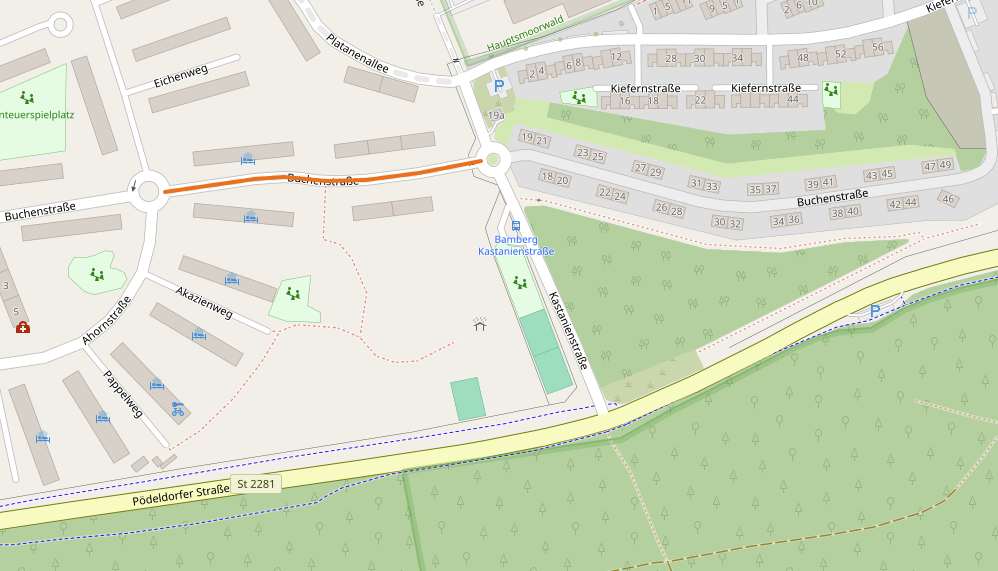 Hauptsmoorwald
Kiefer
P
Platanenallee
Eichenweg
nteuerspielplatz
1 5 7
9 5
2 6 10
2 4 6 8 12
28 30 34
48 52 56
P
Kiefernstraße
Kiefernstraße
16 18 22 44
19a
19 21
23 25
27 29
31 33
35 37
39 41
43 45
47 49
Buchenstraße
Buchenstraße
18 20
22 24
26 28
30 32
34 36
38 40
42 44
46
Buchenstraße
Bamberg
Kastanienstraße
3
5
Akazienweg
Ahornstraße
Kastanienstraße
P
Pappelweg
St 2281
Pödeldorfer Straße